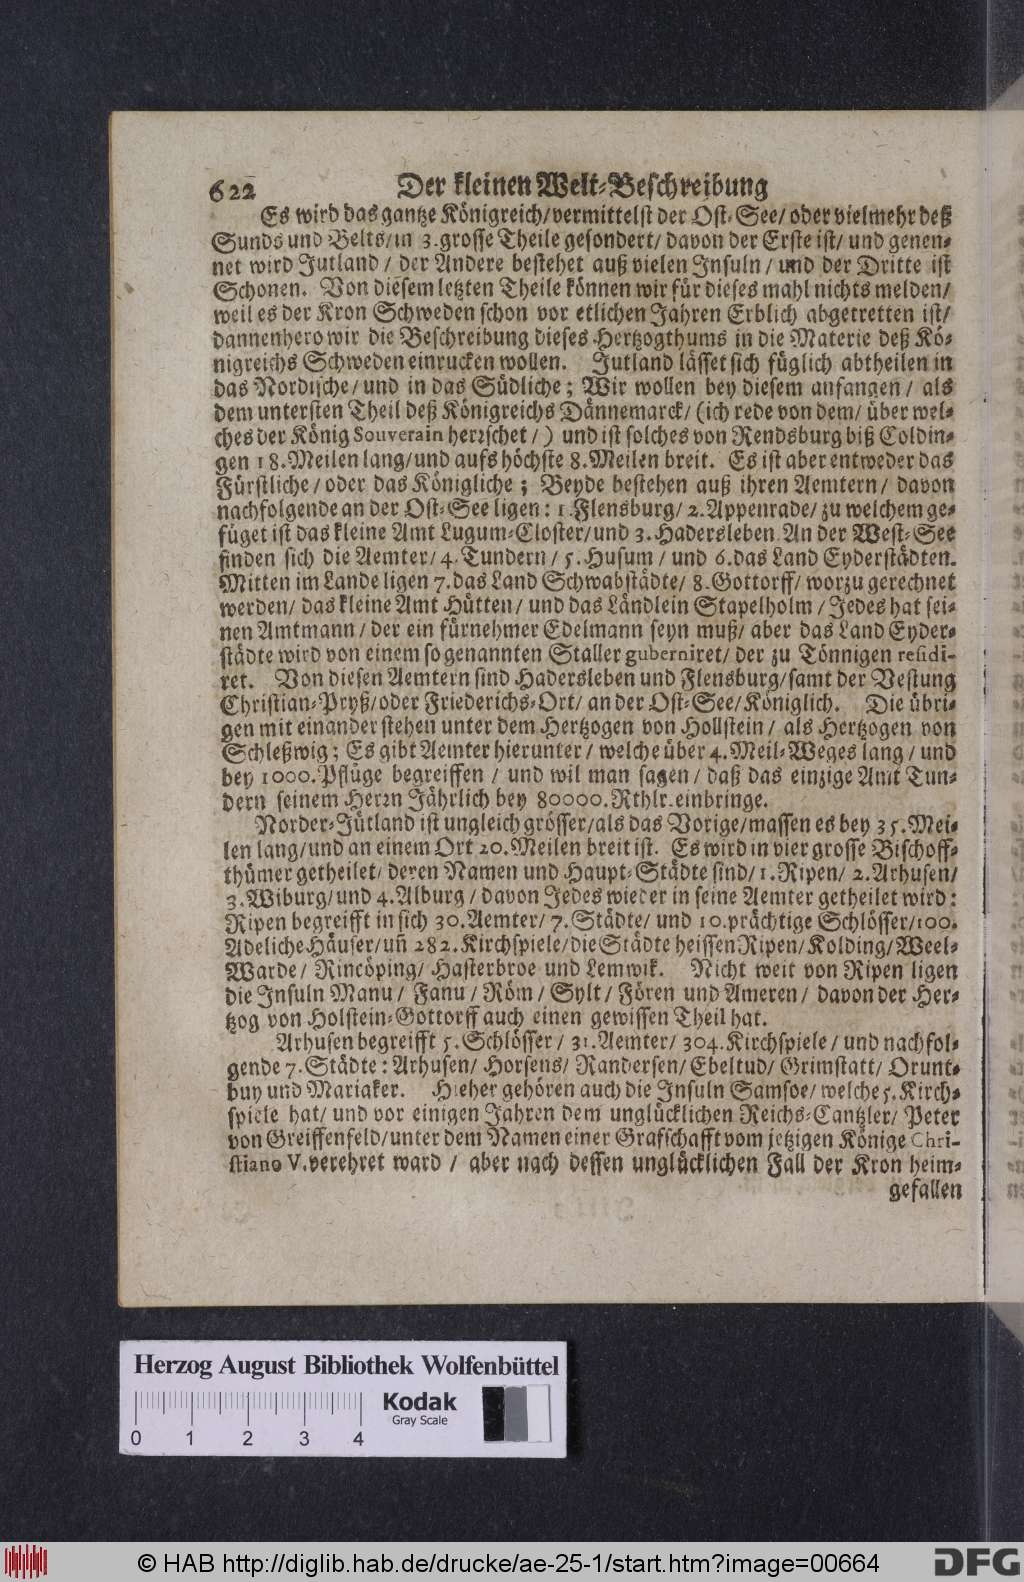 622 Der kleinen Welt-Beschreibung
Es wird das gantze Königreich/vermittelst der Ost-See/oder vielmehr deß
Sunds und Belts/in 3.grosse Theile gesondert/ davon der Erste ist/ und genen-
net wird Jutland / der Andere bestehet auß vielen Insuln / und der Dritte ist
Schonen. Von diesem letzten Theile können wir für dieses mahl nichts melden/
weil es der Kron Schweden schon vor etlichen Jahren Erblich abgetretten ist/
dannenhero wir die Beschreibung dieses Hertzogthums in die Materie deß Kö-
nigreichs Schweden einrucken wollen. Jutland lässet sich füglich abtheilen in
das Nordische/ und in das Südliche; Wir wollen bey diesem anfangen / als
dem untersten Theil deß Königreichs Dännemarck/ (ich rede von dem/ über wel-
ches der König Souverain herrschet /) und ist solches von Rendsburg biß Coldin-
gen 18.Meilen lang/und aufs höchste 8.Meilen breit. Es ist aber entweder das
Fürstliche / oder das Königliche ; Beyde bestehen auß ihren Aemtern/ davon
nachfolgende an der Ost-See ligen: 1.Flensburg/ 2.Appenrade/ zu welchem ge-
füget ist das kleine Amt Lugum-Closter/und 3.Hadersleben. An der West-See
finden sich die Aemter/ 4.Tundern / 5.Husum / und 6.das Land Eyderstädten.
Mitten im Lande ligen 7.das Land Schwabstädte/ 8.Gottorff/ worzu gerechnet
werden/ das kleine Amt Hütten/ und das Ländlein Stapelholm / Jedes hat sei-
nen Amtmann / der ein fürnehmer Edelmann seyn muß/ aber das Land Eyder-
städte wird von einem so genannten Staller guberniret/ der zu Tönnigen residi-
ret. Von diesen Aemtern sind Hadersleben und Flensburg/samt der Vestung
Christian-Pryß/oder Friederichs-Ort/ an der Ost-See/Königlich. Die übri-
gen mit einander stehen unter dem Hertzogen von Hollstein / als Hertzogen von
Schleßwig; Es gibt Aemter hierunter / welche über 4.Meil-Weges lang / und
bey 1000.Pflüge begreiffen / und wil man sagen / daß das einzige Amt Tun-
dern seinem Herrn Jährlich bey 80000.Rthlr.einbringe.
Norder-Jütland ist ungleich grösser/als das Vorige/massen es bey 35.Mei-
len lang/und an einem Ort 20.Meilen breit ist. Es wird in vier grosse Bischoff-
thümer getheilet/ deren Namen und Haupt-Städte sind/ 1.Ripen/ 2.Arhusen/
3.Wiburg/und 4.Alburg / davon Jedes wieder in seine Aemter getheilet wird:
Ripen begreifft in sich 30.Aemter/ 7.Städte/ und 10.prächtige Schlösser/100.
Adeliche Häuser/un̄ 282.Kirchspiele/die Städte heissen Ripen/ Kolding/ Weel-
Warde/ Rincöping/ Hasterbroe und Lemwik. Nicht weit von Ripen ligen
die Insuln Manu / Fanu / Röm / Sylt / Fören und Ameren / davon der Her-
tzog von Holstein-Gottorff auch einen gewissen Theil hat.
Arhusen begreifft 5.Schlösser / 31.Aemter/ 304.Kirchspiele / und nachfol-
gende 7.Städte: Arhusen/ Horsens/ Randersen/ Ebeltud/ Grimstatt/ Orunt-
buy und Mariaker. Hieher gehören auch die Insuln Samsoe/ welche 5.Kirch-
spiele hat/ und vor einigen Jahren dem unglücklichen Reichs-Cantzler/ Peter
von Greiffenfeld/unter dem Namen einer Grafschafft vom jetzigen Könige Chri-
stiano V.verehret ward / aber nach dessen unglücklichen Fall der Kron heim-
gefallen
Herzog August Bibliothek Wolfenbüttel
Kodak
Gray Scale
0 1 2 3 4
© HAB http://diglib.hab.de/drucke/ae-25-1/start.htm?image=00664
DFG